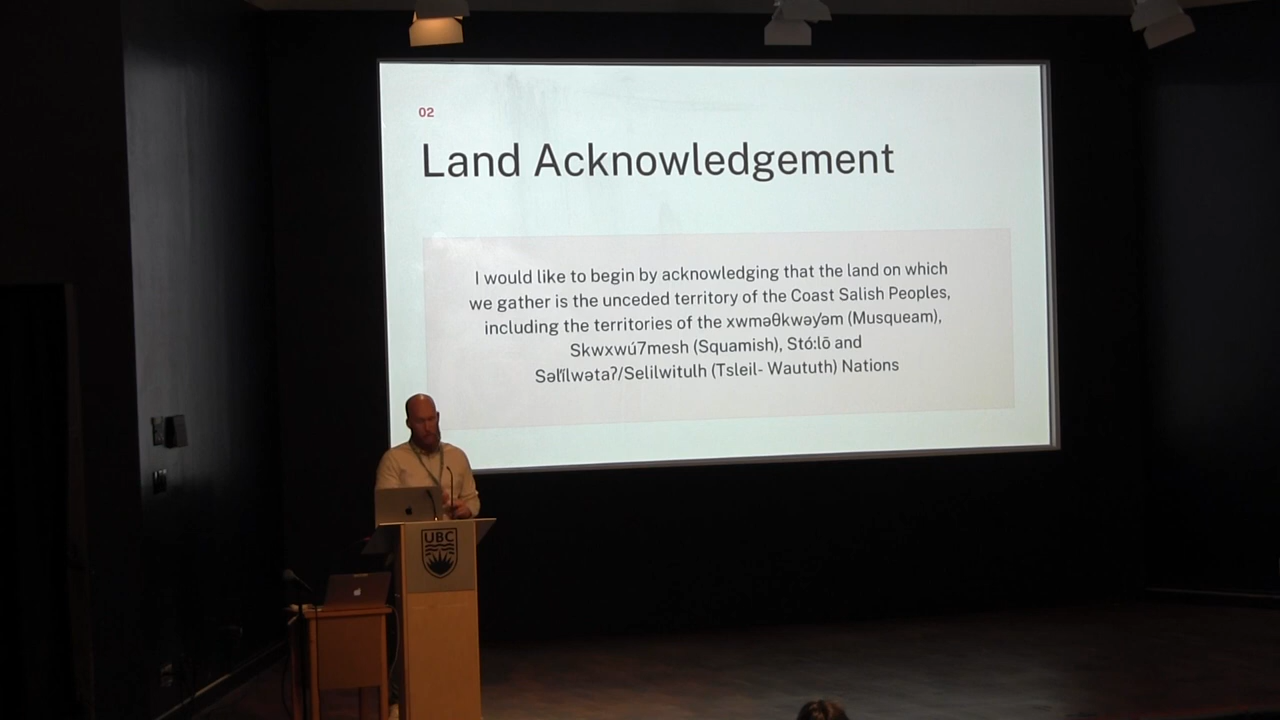 02
Land Acknowledgement
I would like to begin by acknowledging that the land on which
we gather is the unceded territory of the Coast Salish Peoples,
including the territories of the xwməθkwəy̓əm (Musqueam),
Skwxwú7mesh (Squamish), Stó:lō and
Səl̓ílwətaʔ/Selilwitulh (Tsleil- Waututh) Nations
UBC